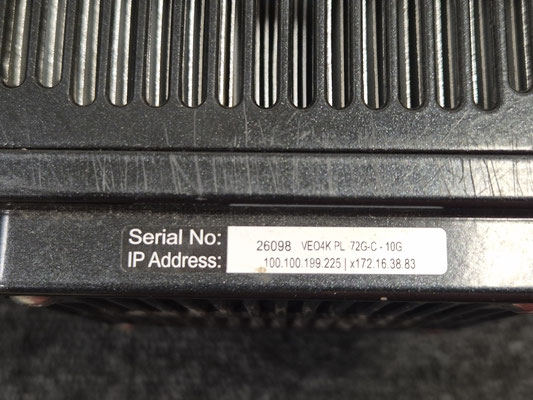 Serial No: 26098 VEO4K PL 72G-C - 10G
IP Address: 100.100.199.225 | x172.16.38.83